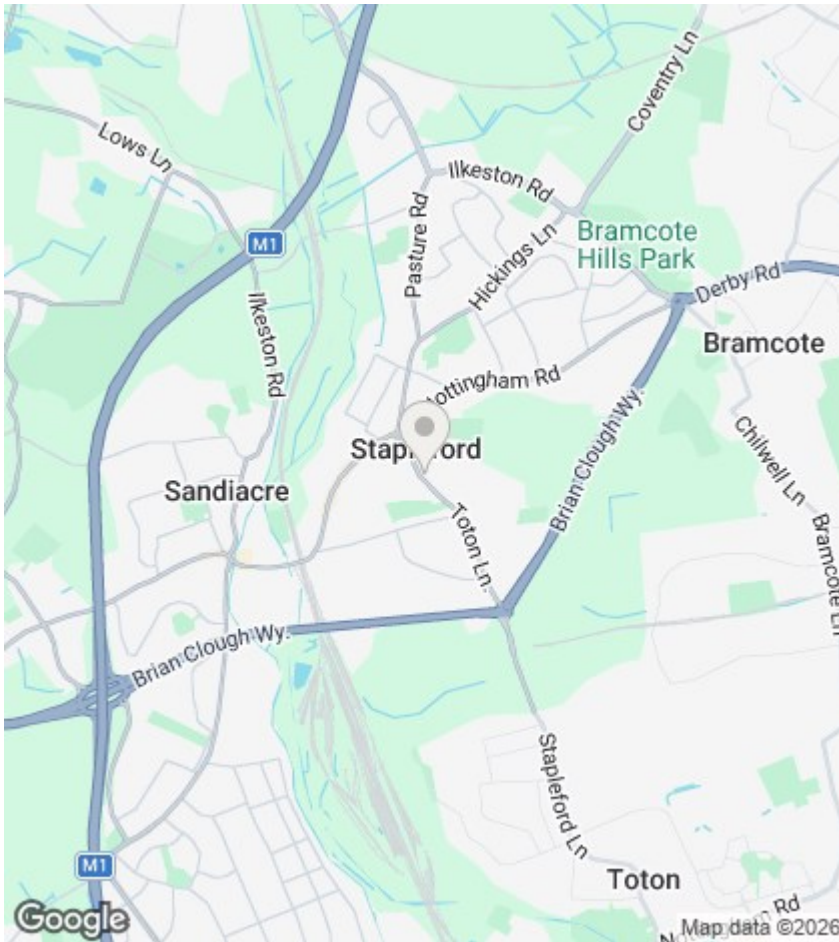 Lows Ln
Coventry Ln
Ilkeston Rd
Pasture Rd
Bramcote
Hills Park
Hickings Ln
M1
Derby Rd
Ilkeston Rd
Bramcote
Nottingham Rd
Stapleford
Brian Clough Wy.
Chilwell Ln
Sandiacre
Toton Ln.
Bramcote Ln
Brian Clough Wy.
Stapleford Ln
M1
Toton
Rd
Google
Map data ©2026